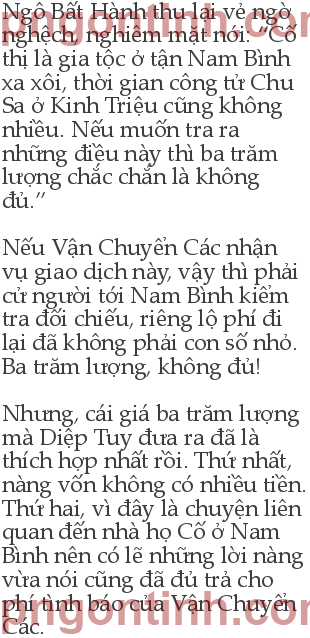 Ngô Bất Hành thu lại vẻ ngờ
nghệch, nghiêm mặt nói: “Cố
thị là gia tộc ở tận Nam Bình
xa xôi, thời gian công tử Chu
Sa ở Kinh Triệu cũng không
nhiều. Nếu muốn tra ra
những điều này thì ba trăm
lượng chắc chắn là không
đủ.”
Nếu Vận Chuyển Các nhận
vụ giao dịch này, vậy thì phải
cử người tới Nam Bình kiểm
tra đối chiếu, riêng lộ phí đi
lại đã không phải con số nhỏ.
Ba trăm lượng, không đủ!
Nhưng, cái giá ba trăm lượng
mà Diệp Tuy đưa ra đã là
thích hợp nhất rồi. Thứ nhất,
nàng vốn không có nhiều tiền.
Thứ hai, vì đây là chuyện liên
quan đến nhà họ Cố ở Nam
Bình nên có lẽ những lời nàng
vừa nói cũng đã đủ trả cho
phí tình báo của Vận Chuyển
Các.
pmgontinh.com
pmgontinh.com